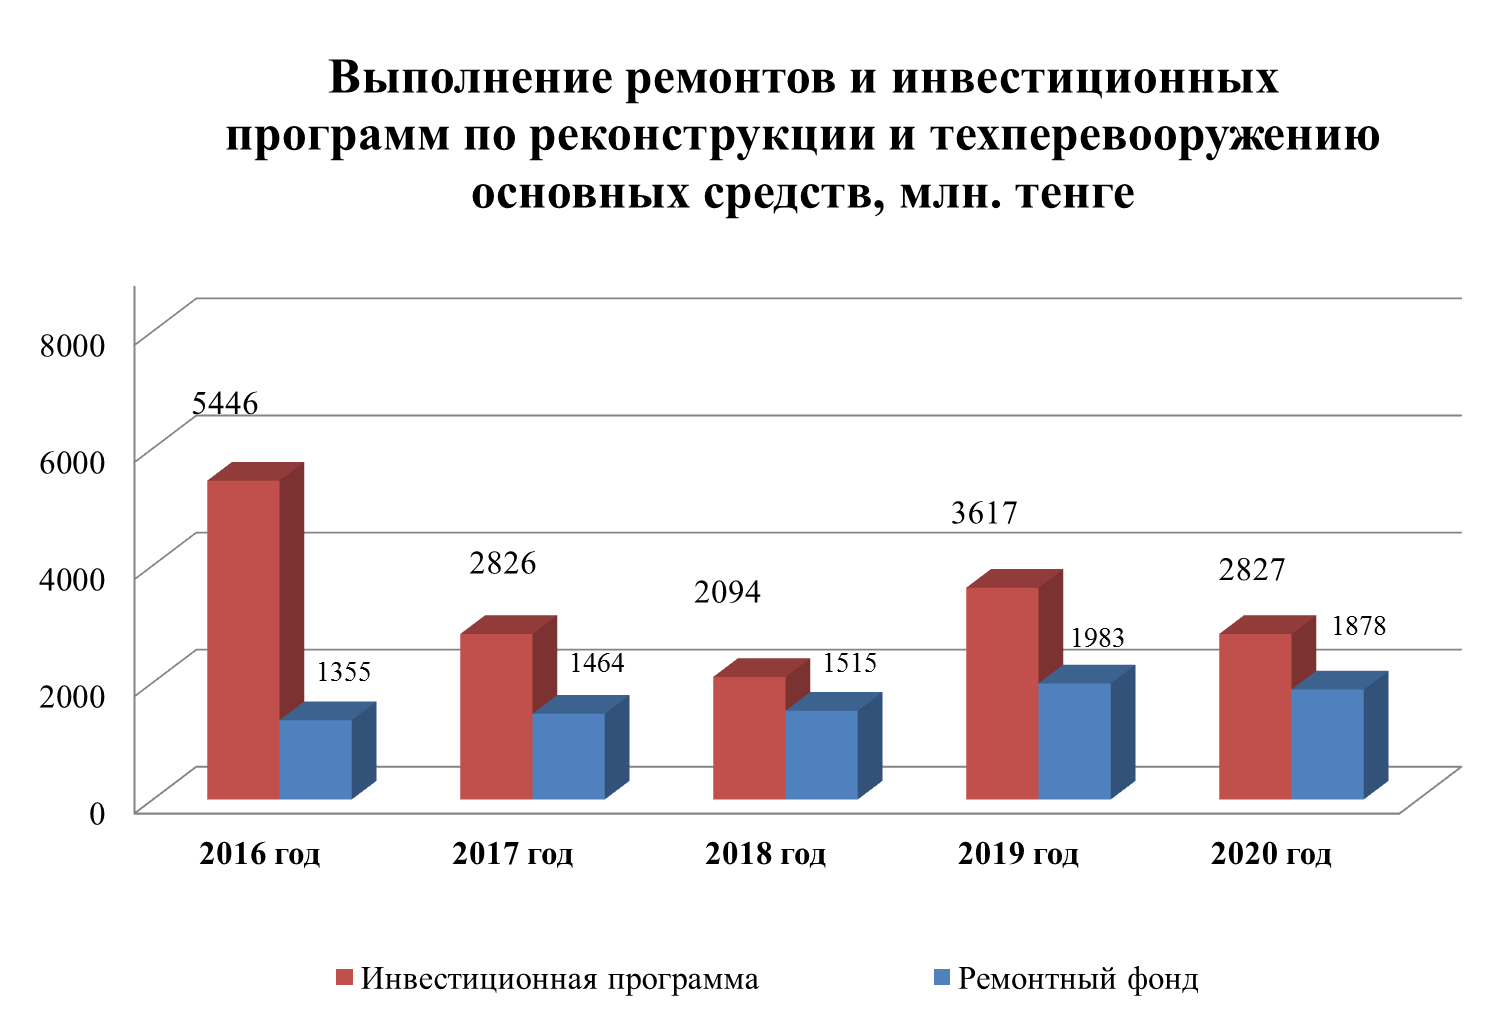 Выполнение ремонтов и инвестиционных
программ по реконструкции и техперевооружению
основных средств, млн. тенге
8000
6000
4000
2000
0
5446
1355
2826
1464
2094
1515
3617
1983
2827
1878
2016 год
2017 год
2018 год
2019 год
2020 год
Инвестиционная программа
Ремонтный фонд